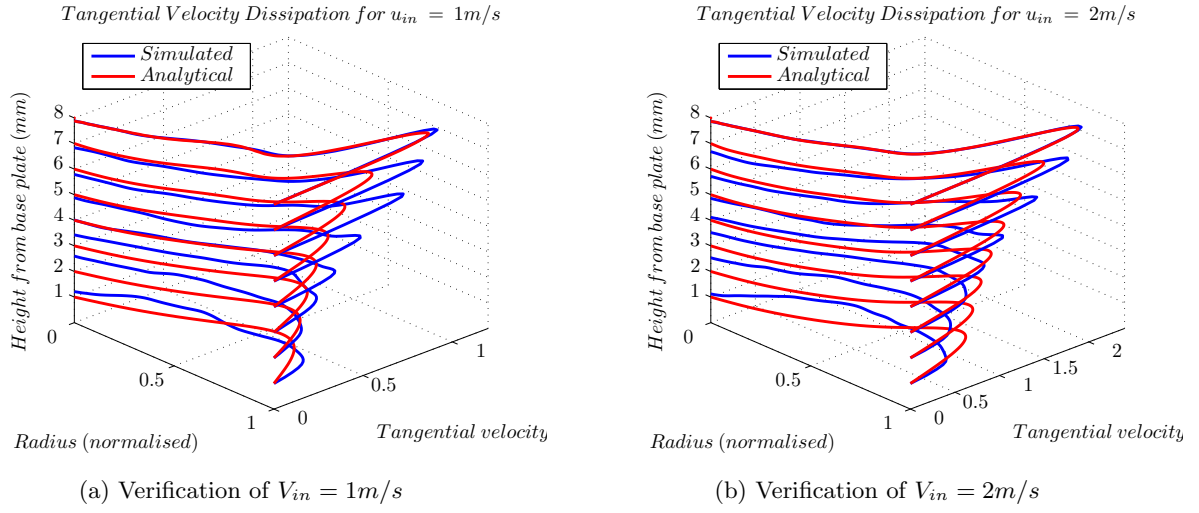 Tangential Velocity Dissipation for u_in = 1m/s
Simulated
Analytical
Height from base plate (mm)
8
7
6
5
4
3
2
1
0
0.5
1
Radius (normalised)
0
0.5
1
Tangential velocity
(a) Verification of V_in = 1m/s
Tangential Velocity Dissipation for u_in = 2m/s
Simulated
Analytical
Height from base plate (mm)
8
7
6
5
4
3
2
1
0
0.5
1
Radius (normalised)
0
0.5
1
1.5
2
Tangential velocity
(b) Verification of V_in = 2m/s